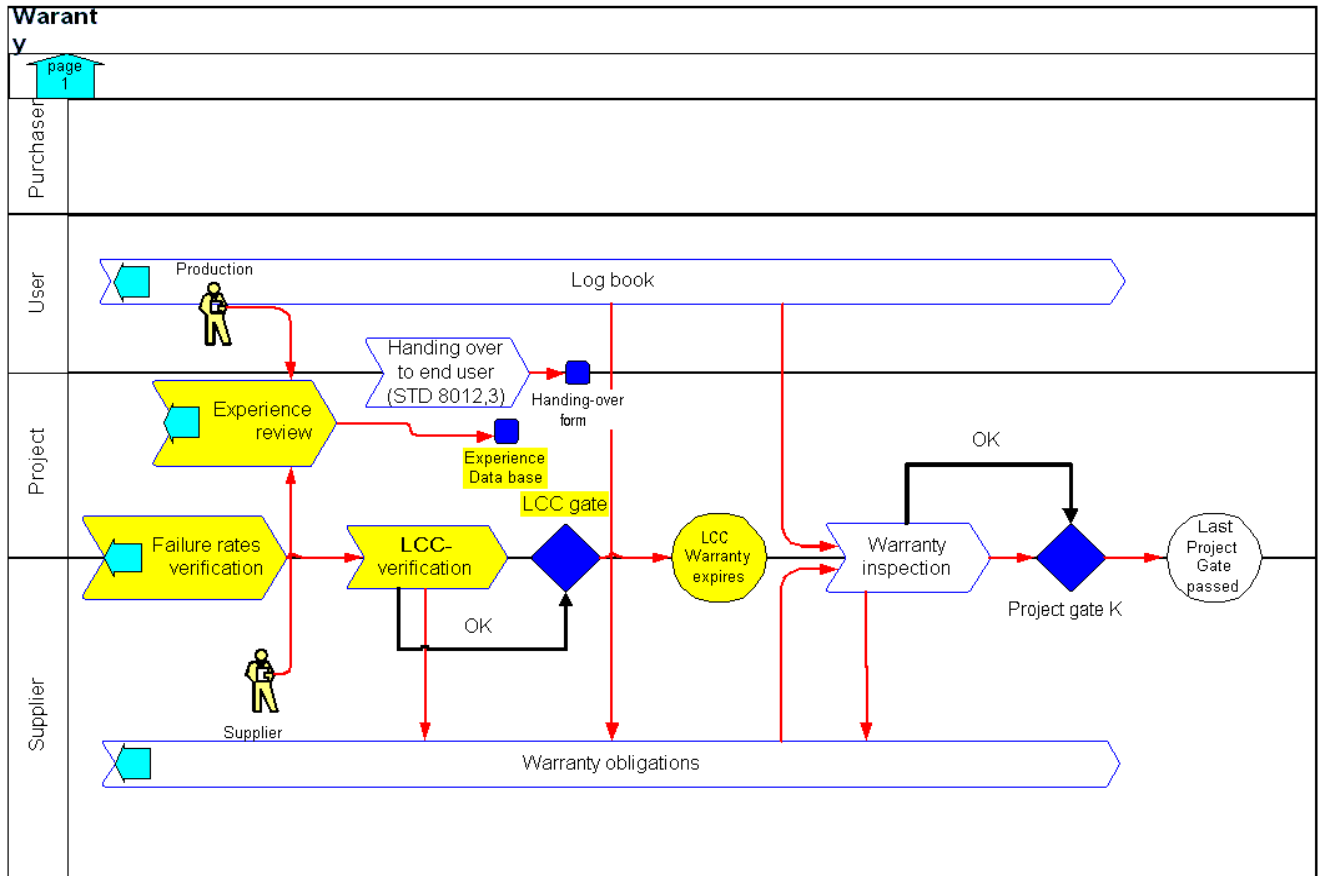 Warant
y
page
1
Purchaser
User
Production
Log book
Handing over
to end user
(STD 8012,3)
Handing-over
form
Project
Experience
review
Experience
Data base
OK
LCC gate
Failure rates
verification
LCC-
verification
LCC
Warranty
expires
Warranty
inspection
Last
Project
Gate
passed
Project gate K
OK
Supplier
Supplier
Warranty obligations